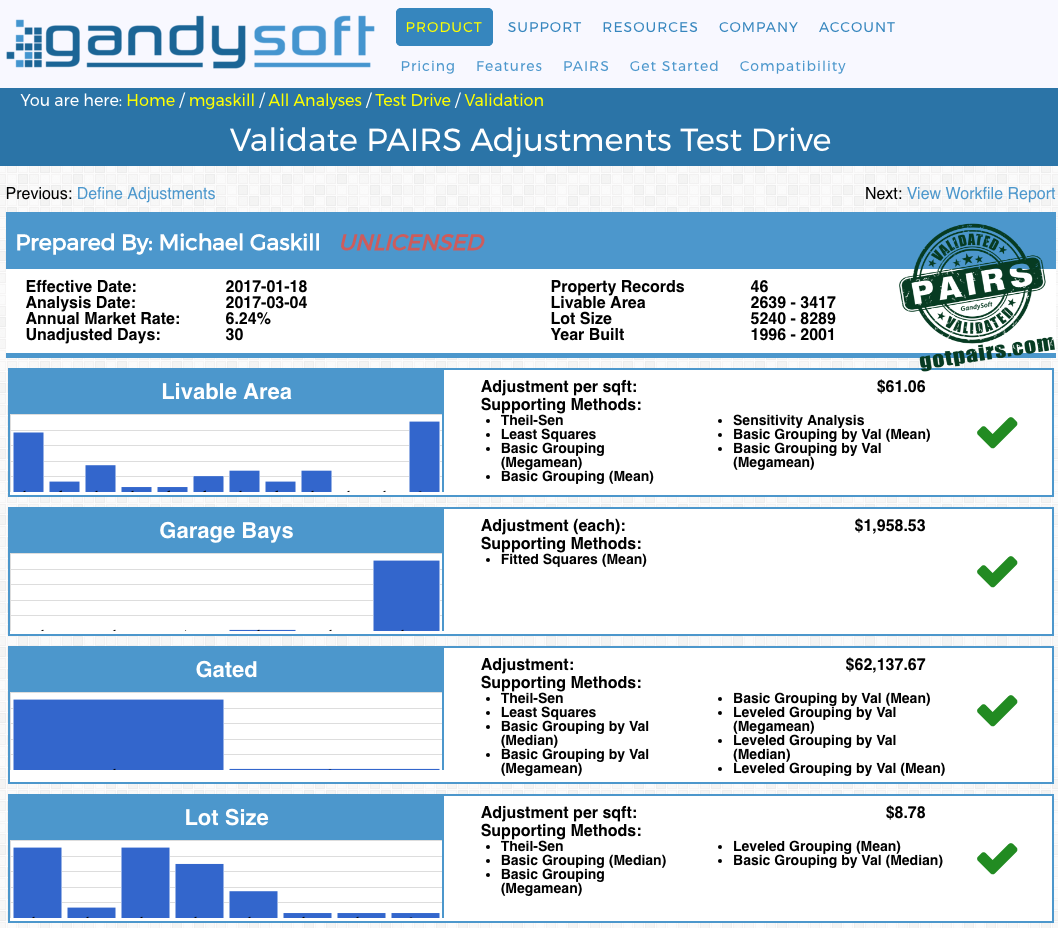 gandysoft
PRODUCT SUPPORT RESOURCES COMPANY ACCOUNT
Pricing Features PAIRS Get Started Compatibility
You are here: Home / mgaskill / All Analyses / Test Drive / Validation
Validate PAIRS Adjustments Test Drive
Previous: Define Adjustments
Next: View Workfile Report
Prepared By: Michael Gaskill UNLICENSED
VALIDATED
PAIRS
GandySoft
VALIDATED
gotpairs.com
Effective Date: 2017-01-18
Analysis Date: 2017-03-04
Annual Market Rate: 6.24%
Unadjusted Days: 30
Property Records 46
Livable Area 2639 - 3417
Lot Size 5240 - 8289
Year Built 1996 - 2001
Livable Area
Adjustment per sqft: $61.06
Supporting Methods:
• Theil-Sen
• Least Squares
• Basic Grouping
(Megamean)
• Basic Grouping (Mean)
• Sensitivity Analysis
• Basic Grouping by Val (Mean)
• Basic Grouping by Val
(Megamean)
Garage Bays
Adjustment (each): $1,958.53
Supporting Methods:
• Fitted Squares (Mean)
Gated
Adjustment: $62,137.67
Supporting Methods:
• Theil-Sen
• Least Squares
• Basic Grouping by Val
(Median)
• Basic Grouping by Val
(Megamean)
• Basic Grouping by Val (Mean)
• Leveled Grouping by Val
(Megamean)
• Leveled Grouping by Val
(Median)
• Leveled Grouping by Val (Mean)
Lot Size
Adjustment per sqft: $8.78
Supporting Methods:
• Theil-Sen
• Basic Grouping (Median)
• Basic Grouping
(Megamean)
• Leveled Grouping (Mean)
• Basic Grouping by Val (Median)